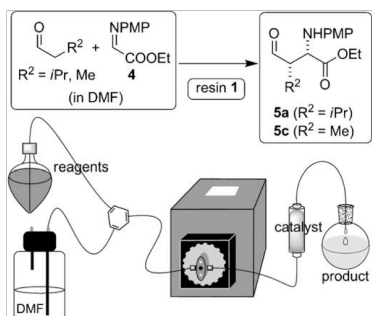 O
R² +
NPMP
COOEt
R² = iPr, Me
4
(in DMF)
resin 1
O NHPMP
OEt
R² O
5a (R² = iPr)
5c (R² = Me)
reagents
catalyst
product
DMF